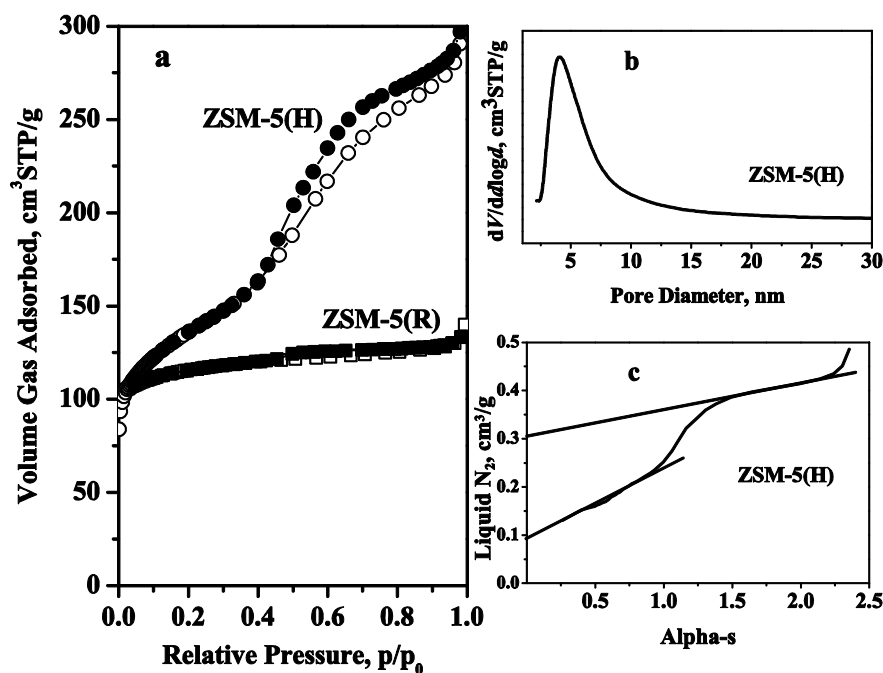 a
Volume Gas Adsorbed, cm³STP/g
300
250
200
150
100
50
0
ZSM-5(H)
ZSM-5(R)
0.0 0.2 0.4 0.6 0.8 1.0
Relative Pressure, p/p₀
b
dV/dlogd, cm³STP/g
ZSM-5(H)
5 10 15 20 25 30
Pore Diameter, nm
c
Liquid N₂, cm³/g
0.5
0.4
0.3
0.2
0.1
0.0
ZSM-5(H)
0.5 1.0 1.5 2.0 2.5
Alpha-s